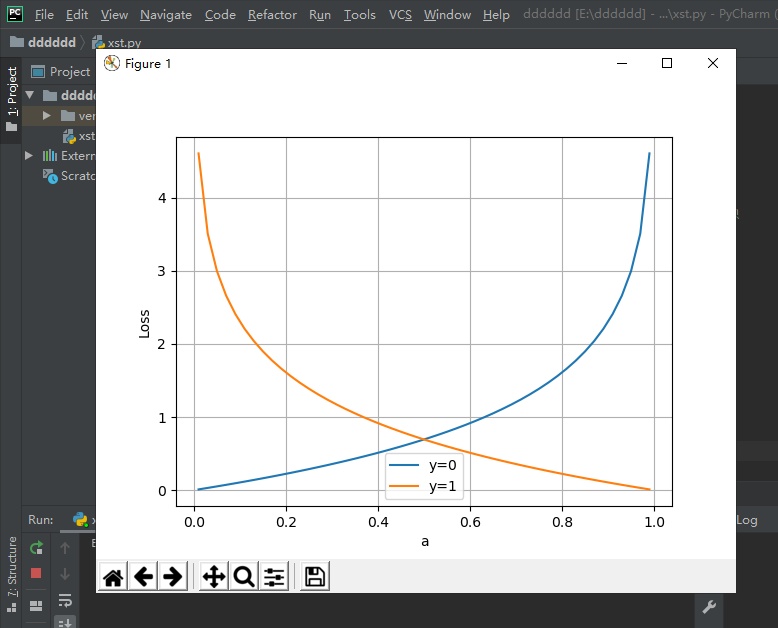 PC File Edit View Navigate Code Refactor Run Tools VCS Window Help dddddd [E:\dddddd] - ...\xst.py - PyCharm (
dddddd xst.py
Figure 1
1: Project
Project
ddddd
ver
xst
Extern
Scratc
Loss
4
3
2
1
0
y=0
y=1
0.0 0.2 0.4 0.6 0.8 1.0
a
Run: x
Log
7: Structure